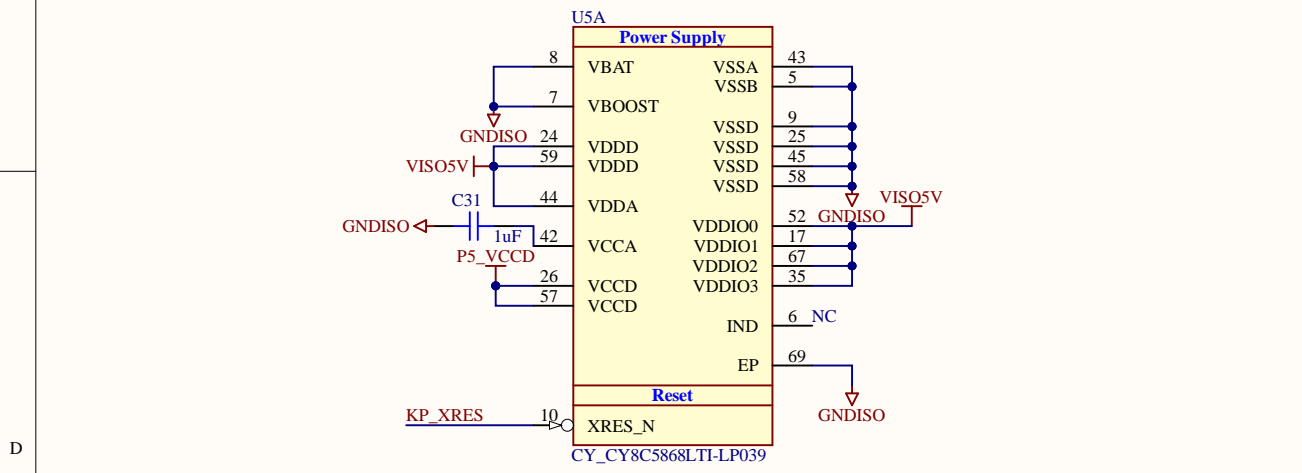 U5A
Power Supply
8 VBAT VSSA 43
VSSB 5
7 VBOOST
GNDISO
VSSD 9
24 VDDD VSSD 25
VISO5V 59 VDDD VSSD 45
VSSD 58
C31 44 VDDA GNDISO VISO5V
GNDISO 1uF VDDIO0 52
42 VCCA VDDIO1 17
P5_VCCD VDDIO2 67
26 VCCD VDDIO3 35
57 VCCD
IND 6 NC
EP 69
Reset
GNDISO
KP_XRES 10 XRES_N
D
CY_CY8C5868LTI-LP039